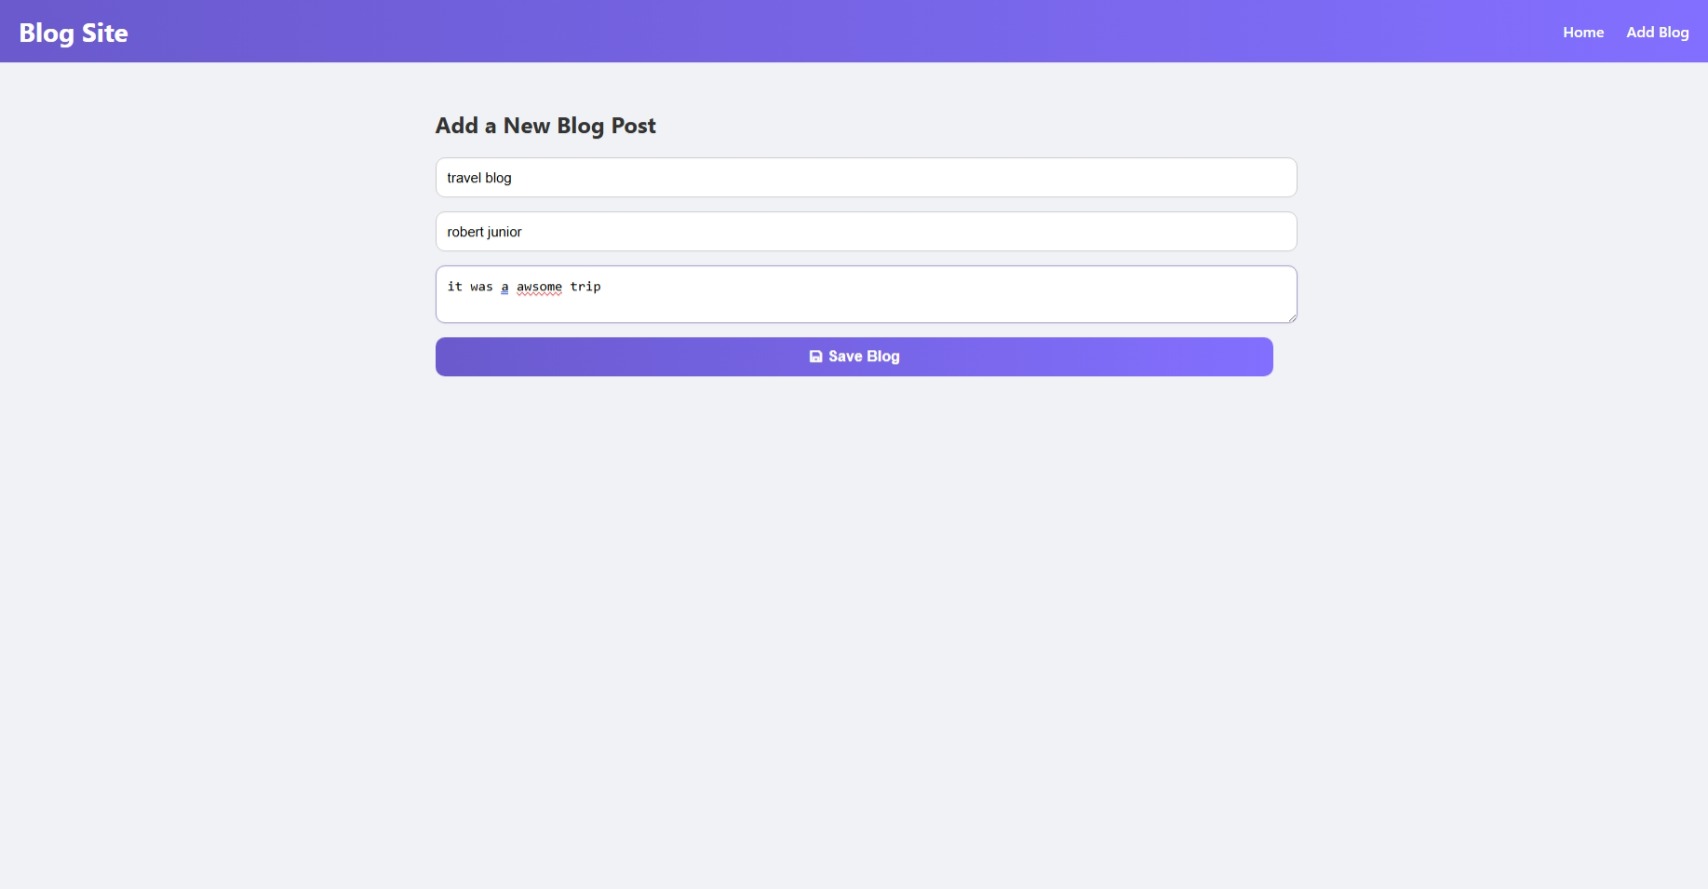 Blog Site
Home
Add Blog
Add a New Blog Post
travel blog
robert junior
it was a awsome trip
Save Blog